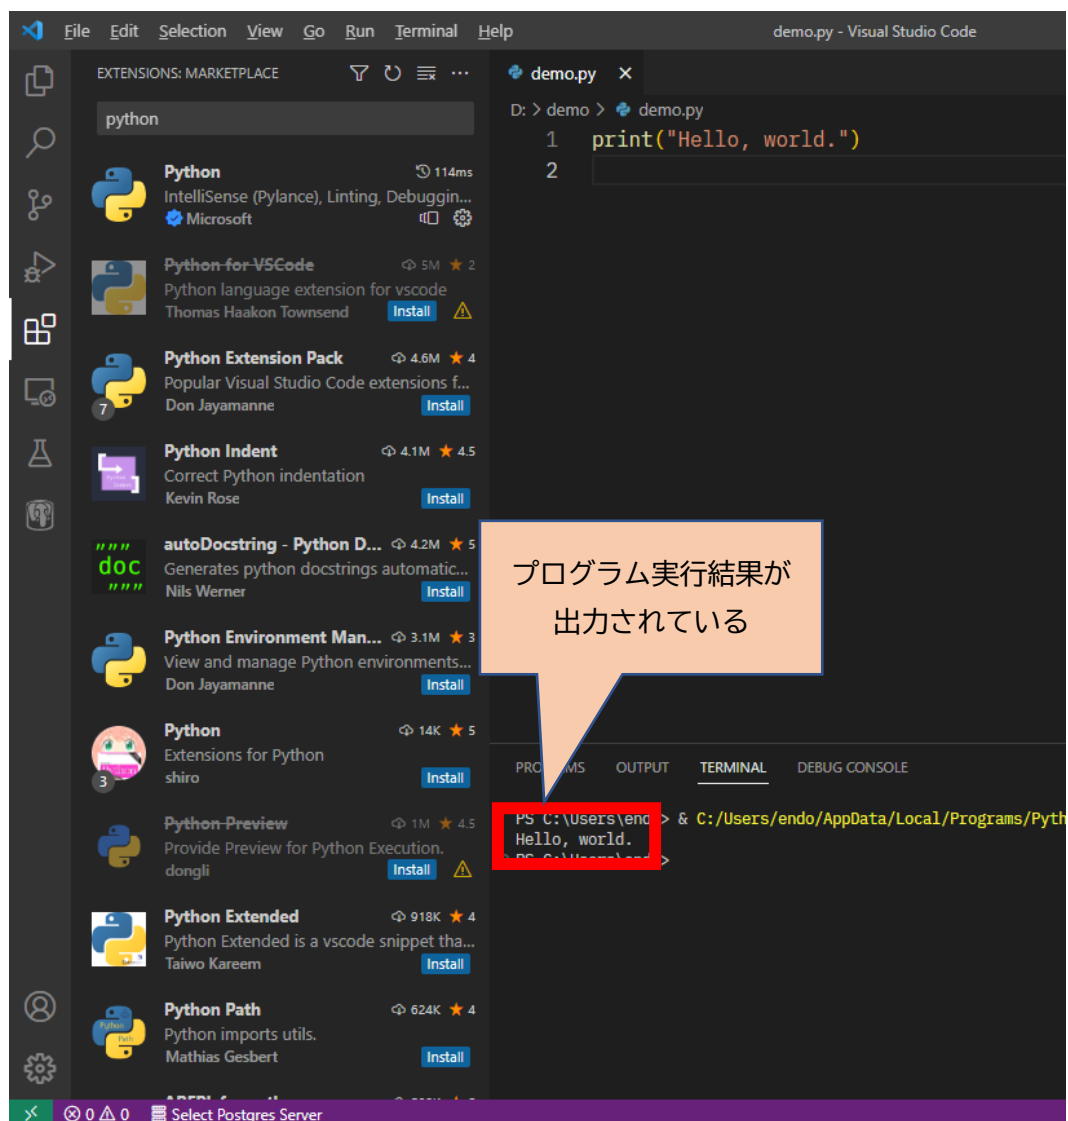 File Edit Selection View Go Run Terminal Help
demo.py - Visual Studio Code
EXTENSIONS: MARKETPLACE
python
Python 114ms
IntelliSense (Pylance), Linting, Debuggin...
Microsoft
Python for VSCode 5M 2
Python language extension for vscode
Thomas Haakon Townsend Install
Python Extension Pack 4.6M 4
Popular Visual Studio Code extensions f...
Don Jayamanne Install
7
Python Indent 4.1M 4.5
Correct Python indentation
Kevin Rose Install
"""
doc
"""
autoDocstring - Python D... 4.2M 5
Generates python docstrings automatic...
Nils Werner Install
Python Environment Man... 3.1M 3
View and manage Python environments...
Don Jayamanne Install
Python 14K 5
Extensions for Python
shiro Install
3
Python Preview 1M 4.5
Provide Preview for Python Execution.
dongli Install
Python Extended 918K 4
Python Extended is a vscode snippet tha...
Taiwo Kareem Install
Python Path 624K 4
Python imports utils.
Mathias Gesbert Install
demo.py
D: > demo > demo.py
1 print("Hello, world.")
2
プログラム実行結果が
出力されている
OUTPUT TERMINAL DEBUG CONSOLE
PS C:\Users\end > & C:/Users/endo/AppData/Local/Programs/Pyth
Hello, world.
>
0 0 Select Postgres Server